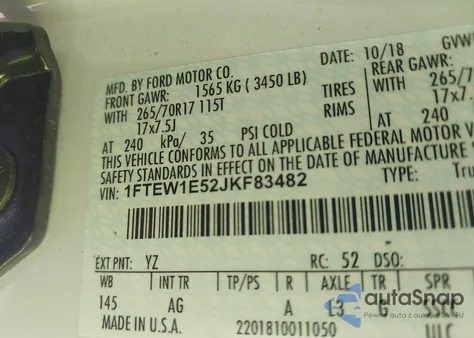 DATE: 10/18 GVW
MFD. BY FORD MOTOR CO.
FRONT GAWR: 1565 KG ( 3450 LB) REAR GAWR:
WITH 265/70R17 115T TIRES 265/7
17x7.5J RIMS 17x7.
AT 240 kPa/ 35 PSI COLD AT 240
THIS VEHICLE CONFORMS TO ALL APPLICABLE FEDERAL MOTOR V
SAFETY STANDARDS IN EFFECT ON THE DATE OF MANUFACTURE
VIN: 1FTEW1E52JKF83482 TYPE: Tru
EXT PNT: YZ RC: 52 DSO:
WB INT TR TP/PS R AXLE TR SPR
145 AG A L3 G
MADE IN U.S.A. 2201810011050 ULC
autoSnap